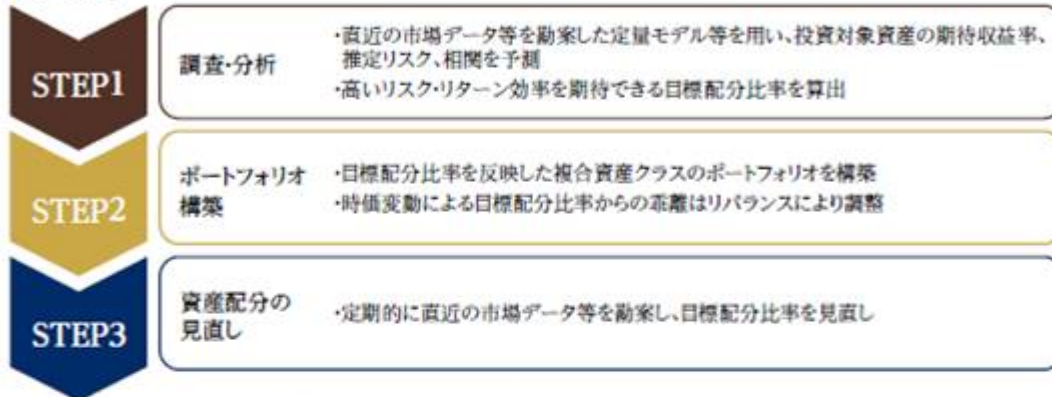 STEP1
調査・分析
・直近の市場データ等を勘案した定量モデル等を用い、投資対象資産の期待収益率、
推定リスク、相関を予測
・高いリスク・リターン効率を期待できる目標配分比率を算出
STEP2
ポートフォリオ
構築
・目標配分比率を反映した複合資産クラスのポートフォリオを構築
・時価変動による目標配分比率からの乖離はリバランスにより調整
STEP3
資産配分の
見直し
・定期的に直近の市場データ等を勘案し、目標配分比率を見直し